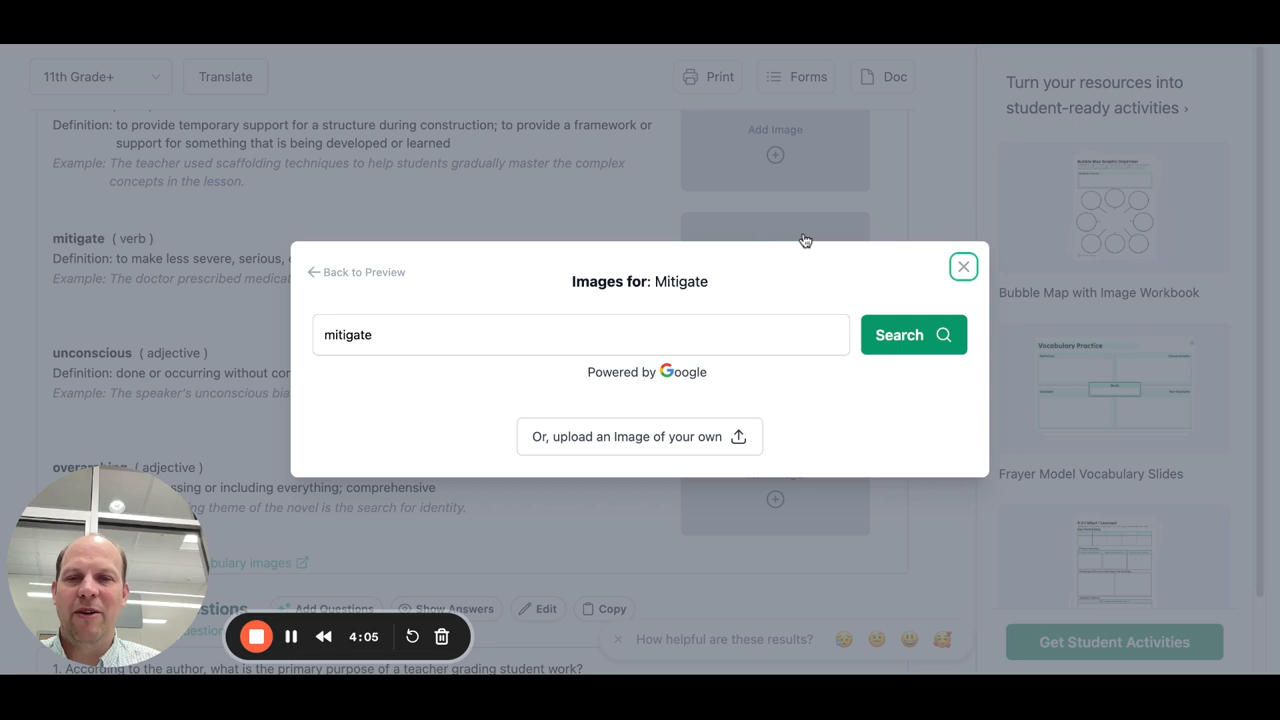 11th Grade+
Translate
Print
Forms
Doc
Definition: to provide temporary support for a structure during construction; to provide a framework or
support for something that is being developed or learned
Example: The teacher used scaffolding techniques to help students gradually master the complex
concepts in the lesson.
Add Image
mitigate ( verb )
Definition: to make less severe, serious,
Example: The doctor prescribed
← Back to Preview
Images for: Mitigate
mitigate
Search
Powered by Google
Or, upload an Image of your own
unconscious ( adjective )
Definition: done or occurring without
Example: The speaker's unconscious
( adjective )
or including everything; comprehensive
theme of the novel is the search for identity.
images
Add Questions
Show Answers
Edit
Copy
4:05
How helpful are these results?
1. According to the author, what is the primary purpose of a teacher grading student work?
Turn your resources into
student-ready activities ›
Bubble Map Graphic Organizer
Bubble Map with Image Workbook
Vocabulary Practice
Frayer Model Vocabulary Slides
Get Student Activities